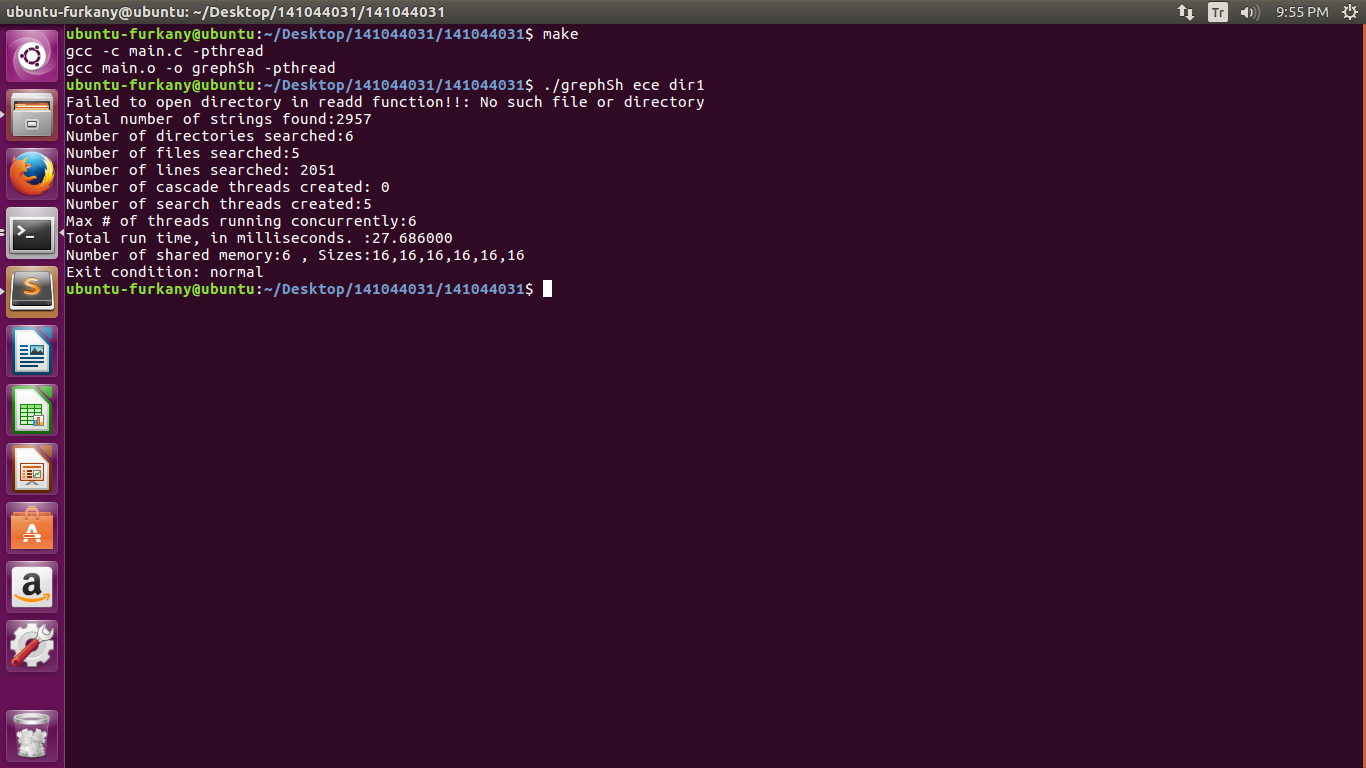 ubuntu-furkany@ubuntu: ~/Desktop/141044031/141044031
Tr
9:55 PM
ubuntu-furkany@ubuntu:~/Desktop/141044031/141044031$ make
gcc -c main.c -pthread
gcc main.o -o grephSh -pthread
ubuntu-furkany@ubuntu:~/Desktop/141044031/141044031$ ./grephSh ece dir1
Failed to open directory in readd function!!: No such file or directory
Total number of strings found:2957
Number of directories searched:6
Number of files searched:5
Number of lines searched: 2051
Number of cascade threads created: 0
Number of search threads created:5
Max # of threads running concurrently:6
Total run time, in milliseconds. :27.686000
Number of shared memory:6 , Sizes:16,16,16,16,16,16
Exit condition: normal
ubuntu-furkany@ubuntu:~/Desktop/141044031/141044031$